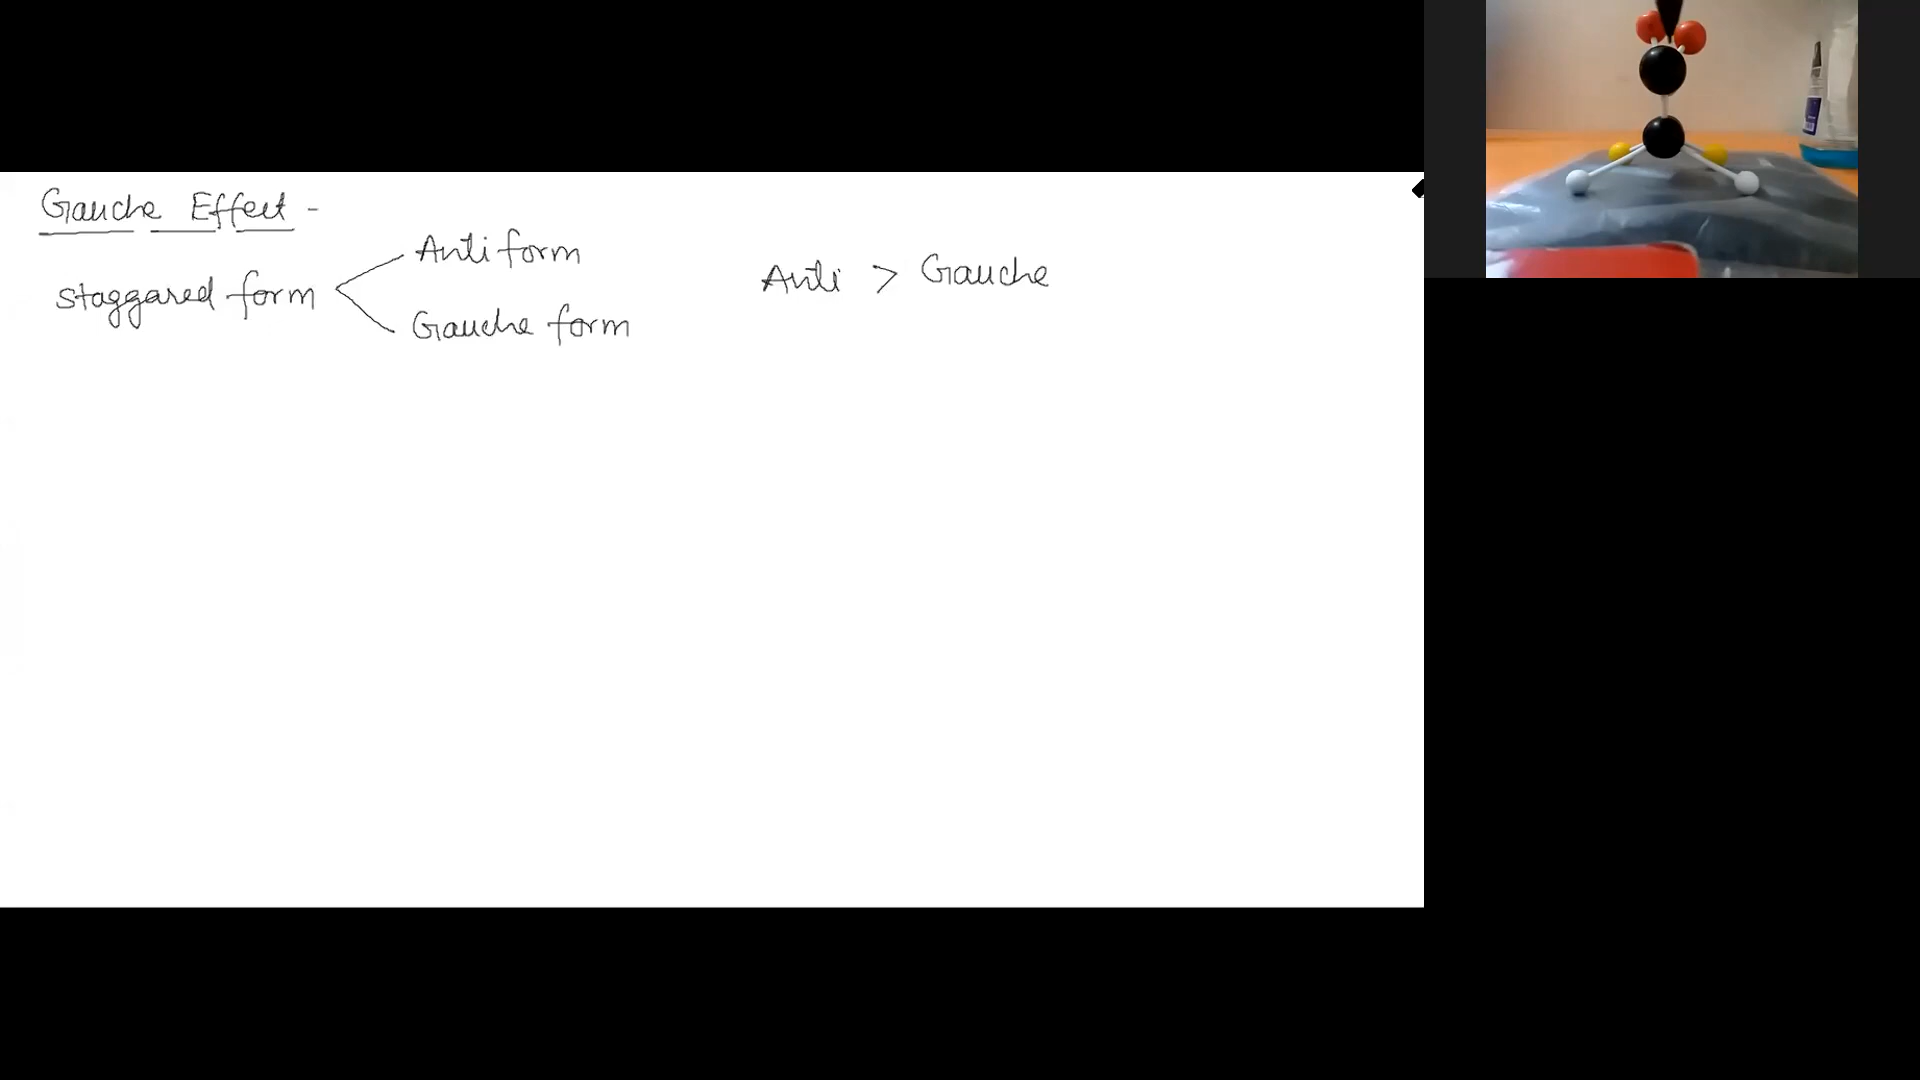 Gauche Effect -
Staggared form
Anti form
Gauche form
Anti > Gauche